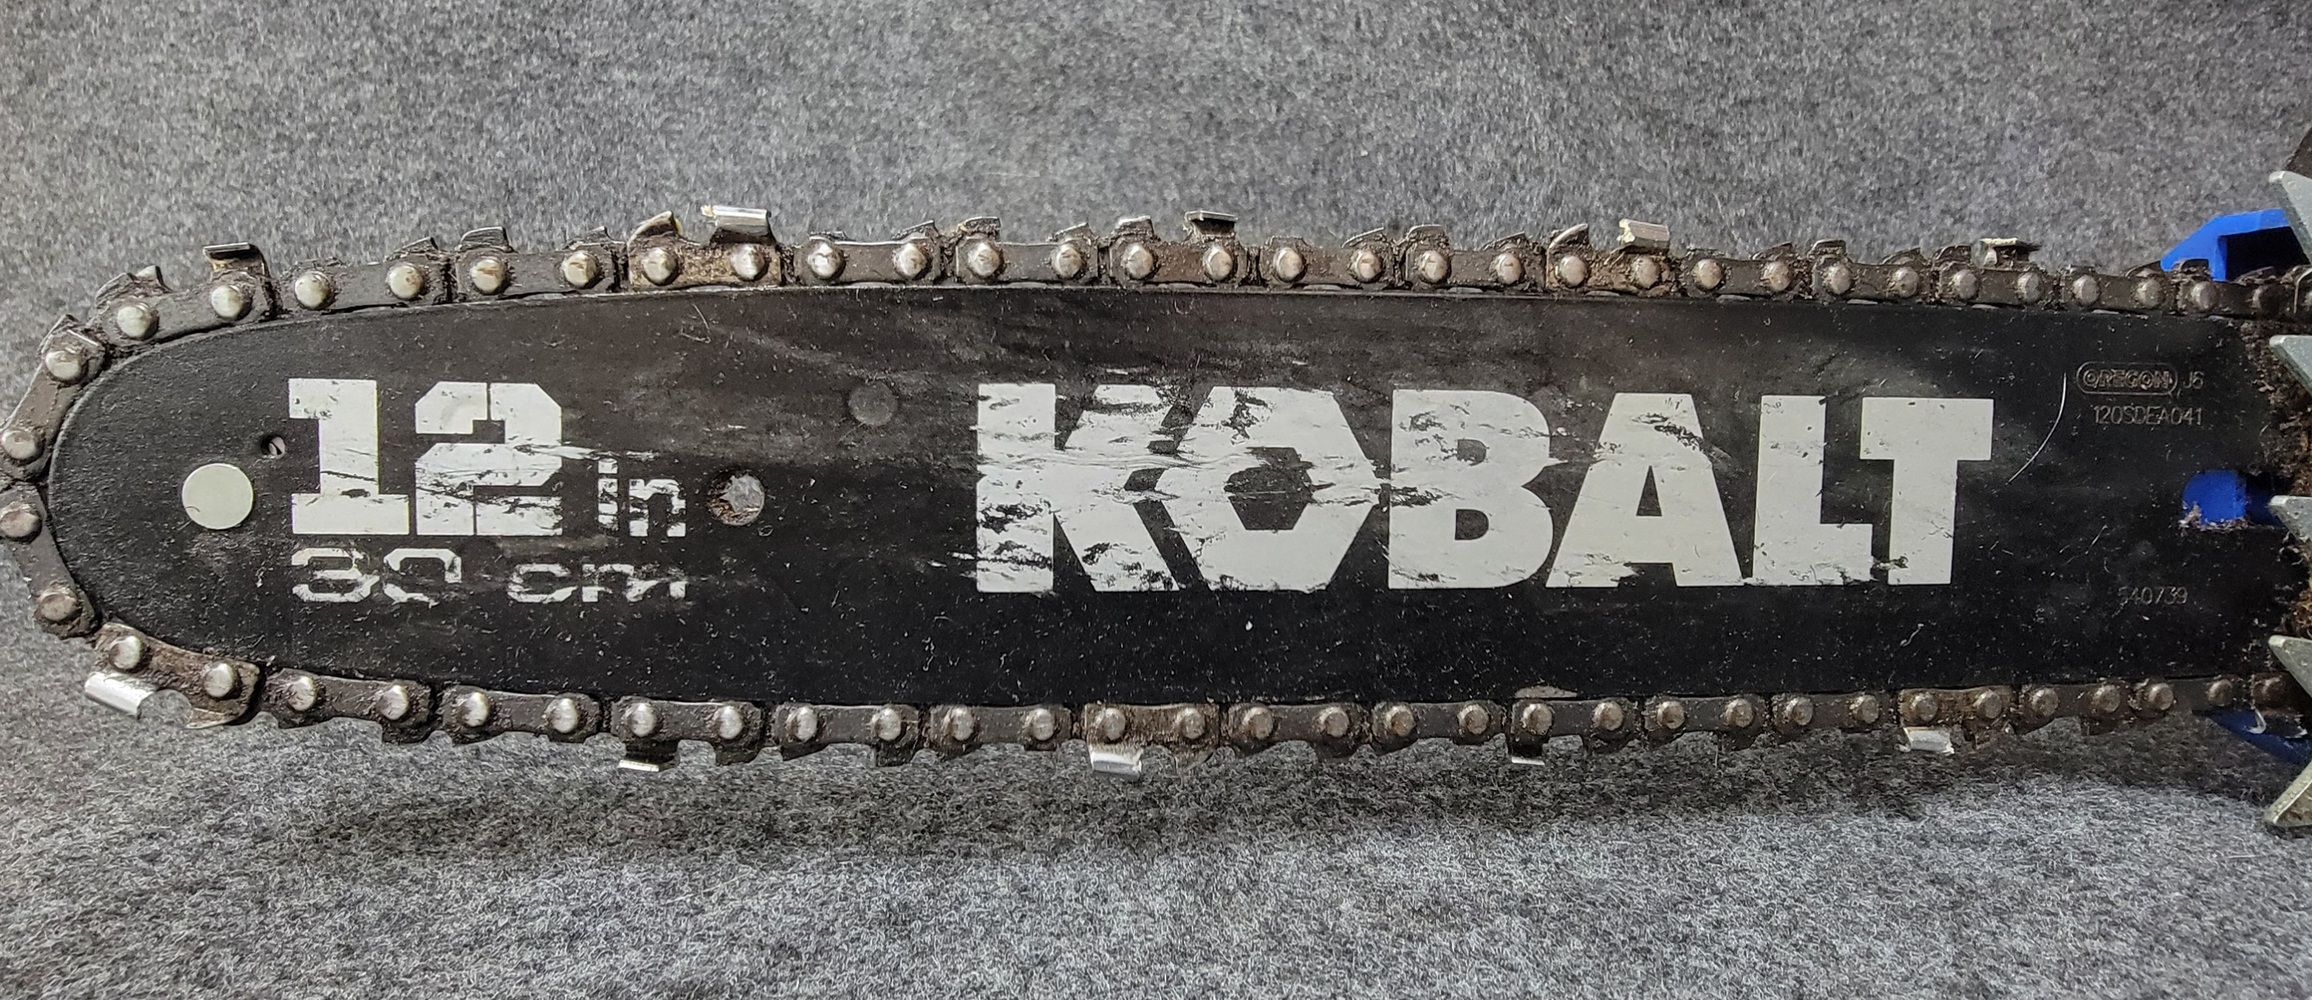 12 in
30 cm
KOBALT
OREGON J6
120SDEA041
540739